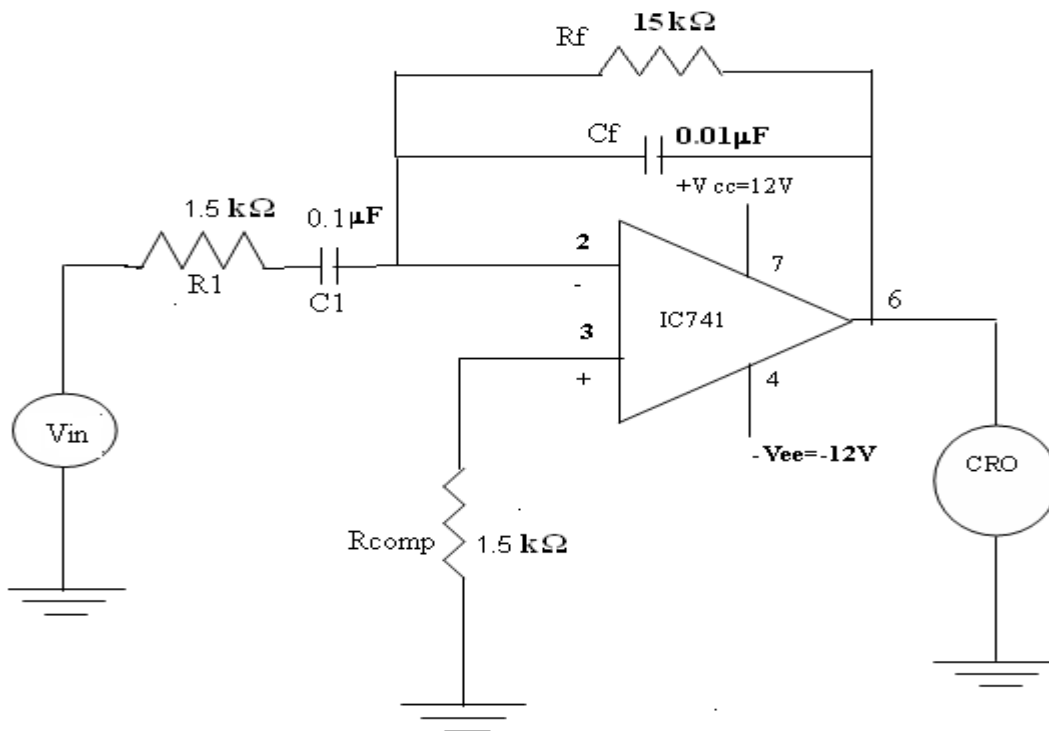 15kΩ
Rf
Cf
0.01μF
+Vcc=12V
1.5 kΩ
0.1μF
R1
C1
2
-
7
6
IC741
3
+
4
Vin
-Vee=-12V
CRO
Rcomp
1.5 kΩ